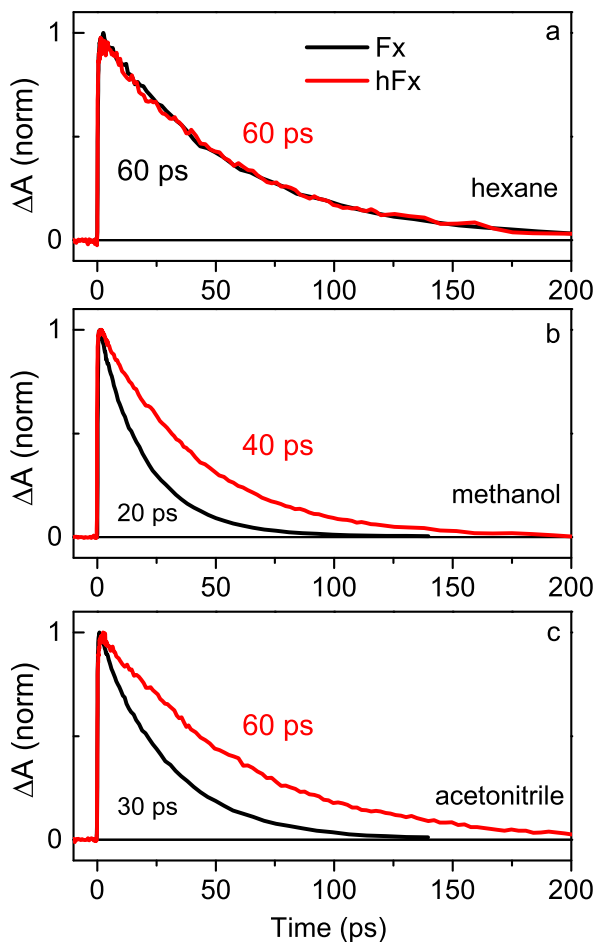 a
Fx
hFx
1
60 ps
60 ps
hexane
0
ΔA (norm)
0 50 100 150 200
b
1
40 ps
20 ps
methanol
0
ΔA (norm)
0 50 100 150 200
c
1
60 ps
30 ps
acetonitrile
0
ΔA (norm)
0 50 100 150 200
Time (ps)